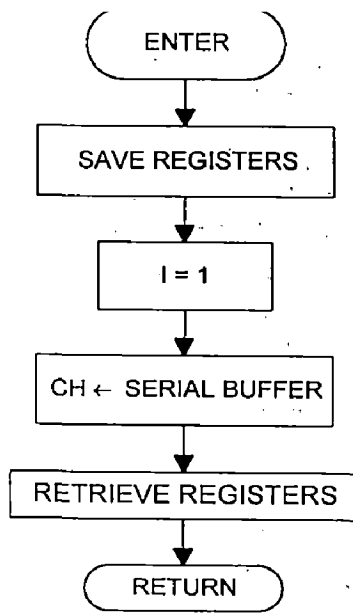 ENTER
SAVE REGISTERS
I = 1
CH ← SERIAL BUFFER
RETRIEVE REGISTERS
RETURN